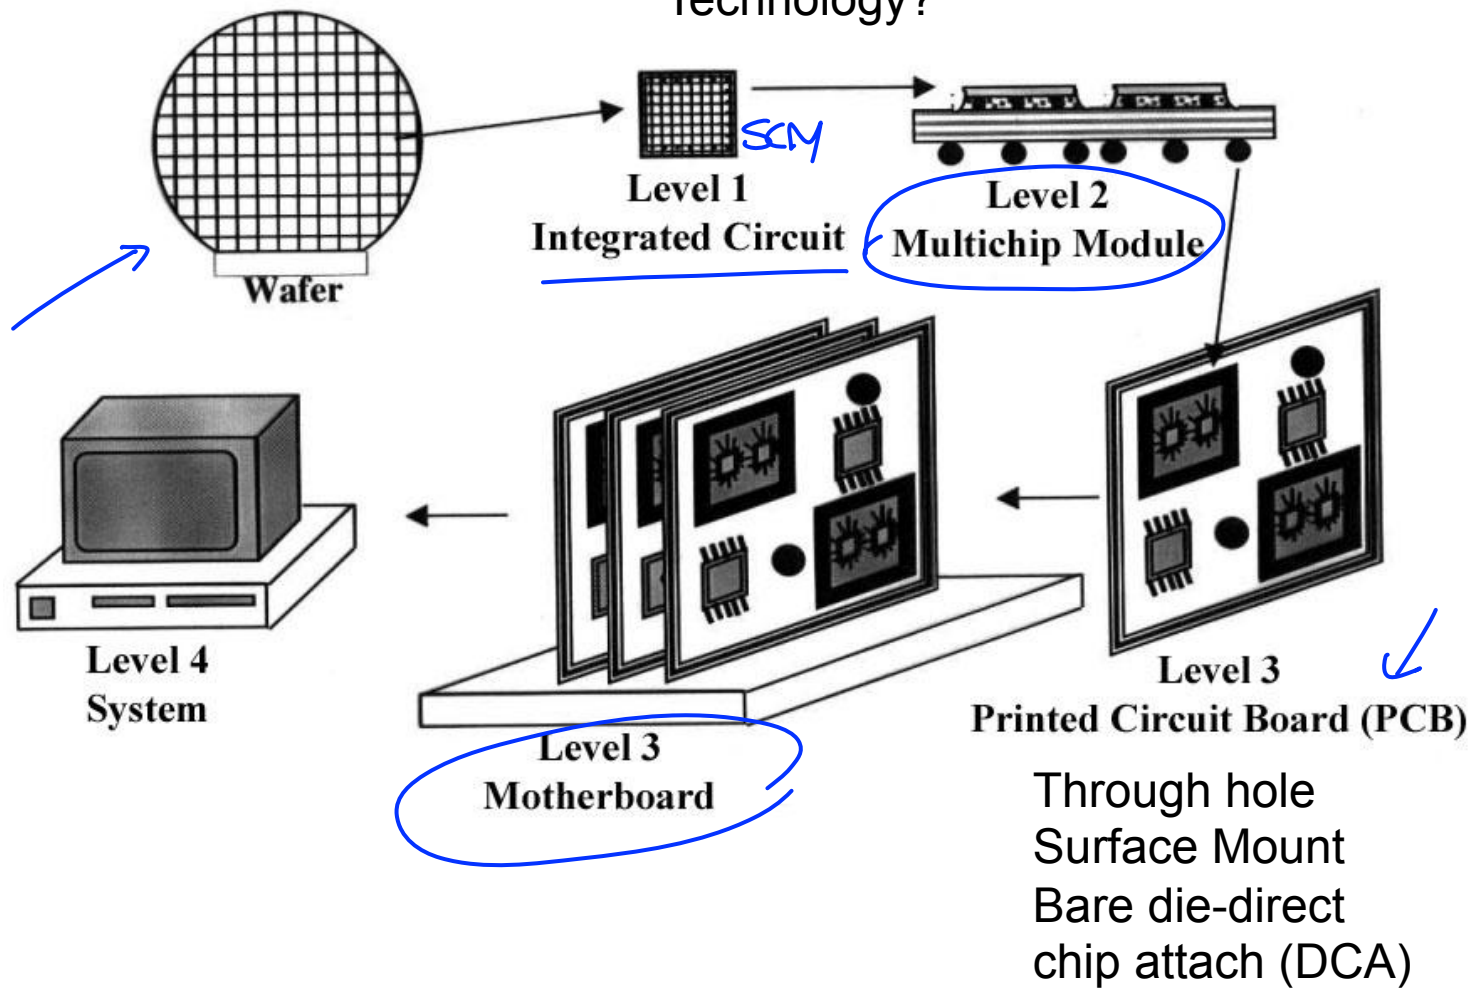 Technology?
SCM
Level 1
Integrated Circuit
Level 2
Multichip Module
Wafer
Level 4
System
Level 3
Motherboard
Level 3
Printed Circuit Board (PCB)
Through hole
Surface Mount
Bare die-direct
chip attach (DCA)